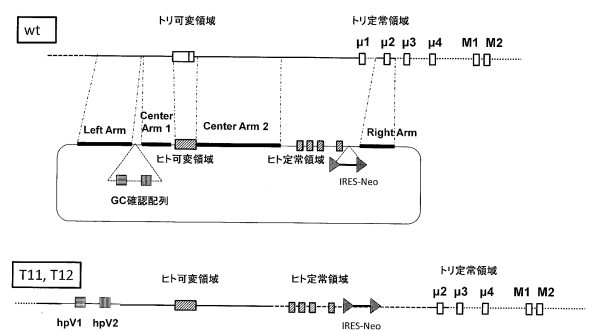 wt
トリ可変領域
トリ定常領域
μ1 μ2 μ3 μ4 M1 M2
Left Arm
Center Arm 1
Center Arm 2
Right Arm
ヒト可変領域
ヒト定常領域
IRES-Neo
GC確認配列
T11, T12
ヒト可変領域
ヒト定常領域
トリ定常領域
μ2 μ3 μ4 M1 M2
hpV1 hpV2
IRES-Neo